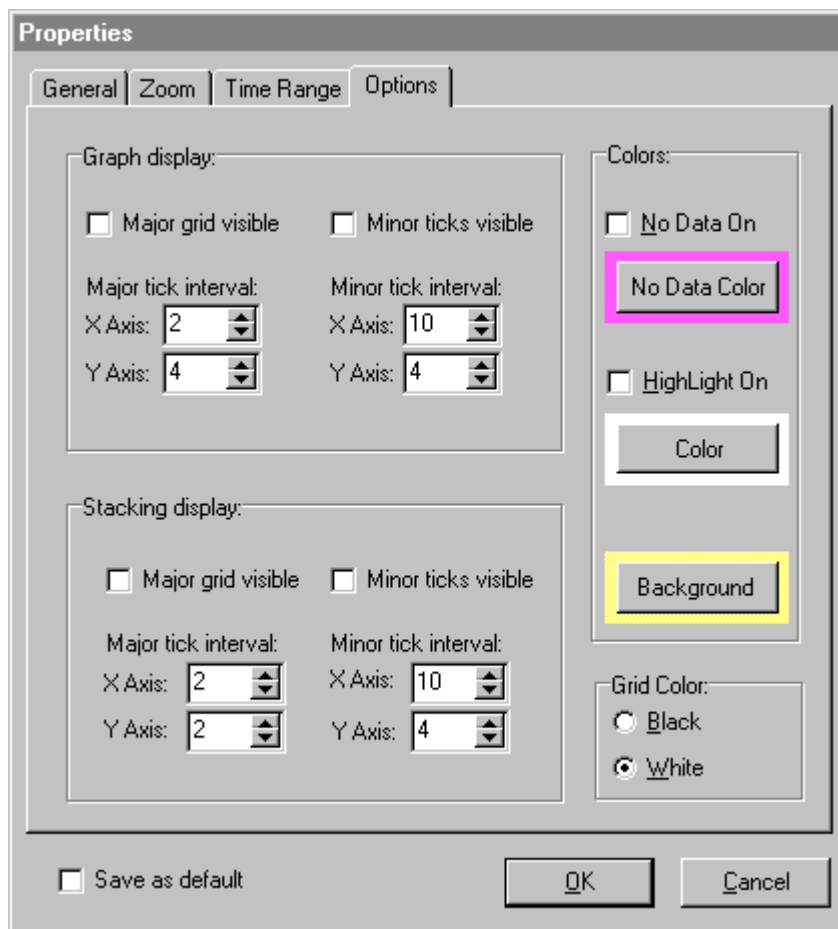 Properties
General Zoom Time Range Options
Graph display:
Major grid visible Minor ticks visible
Major tick interval: Minor tick interval:
X Axis: 2 X Axis: 10
Y Axis: 4 Y Axis: 4
Stacking display:
Major grid visible Minor ticks visible
Major tick interval: Minor tick interval:
X Axis: 2 X Axis: 10
Y Axis: 2 Y Axis: 4
Colors:
No Data On
No Data Color
HighLight On
Color
Background
Grid Color:
Black
White
Save as default OK Cancel